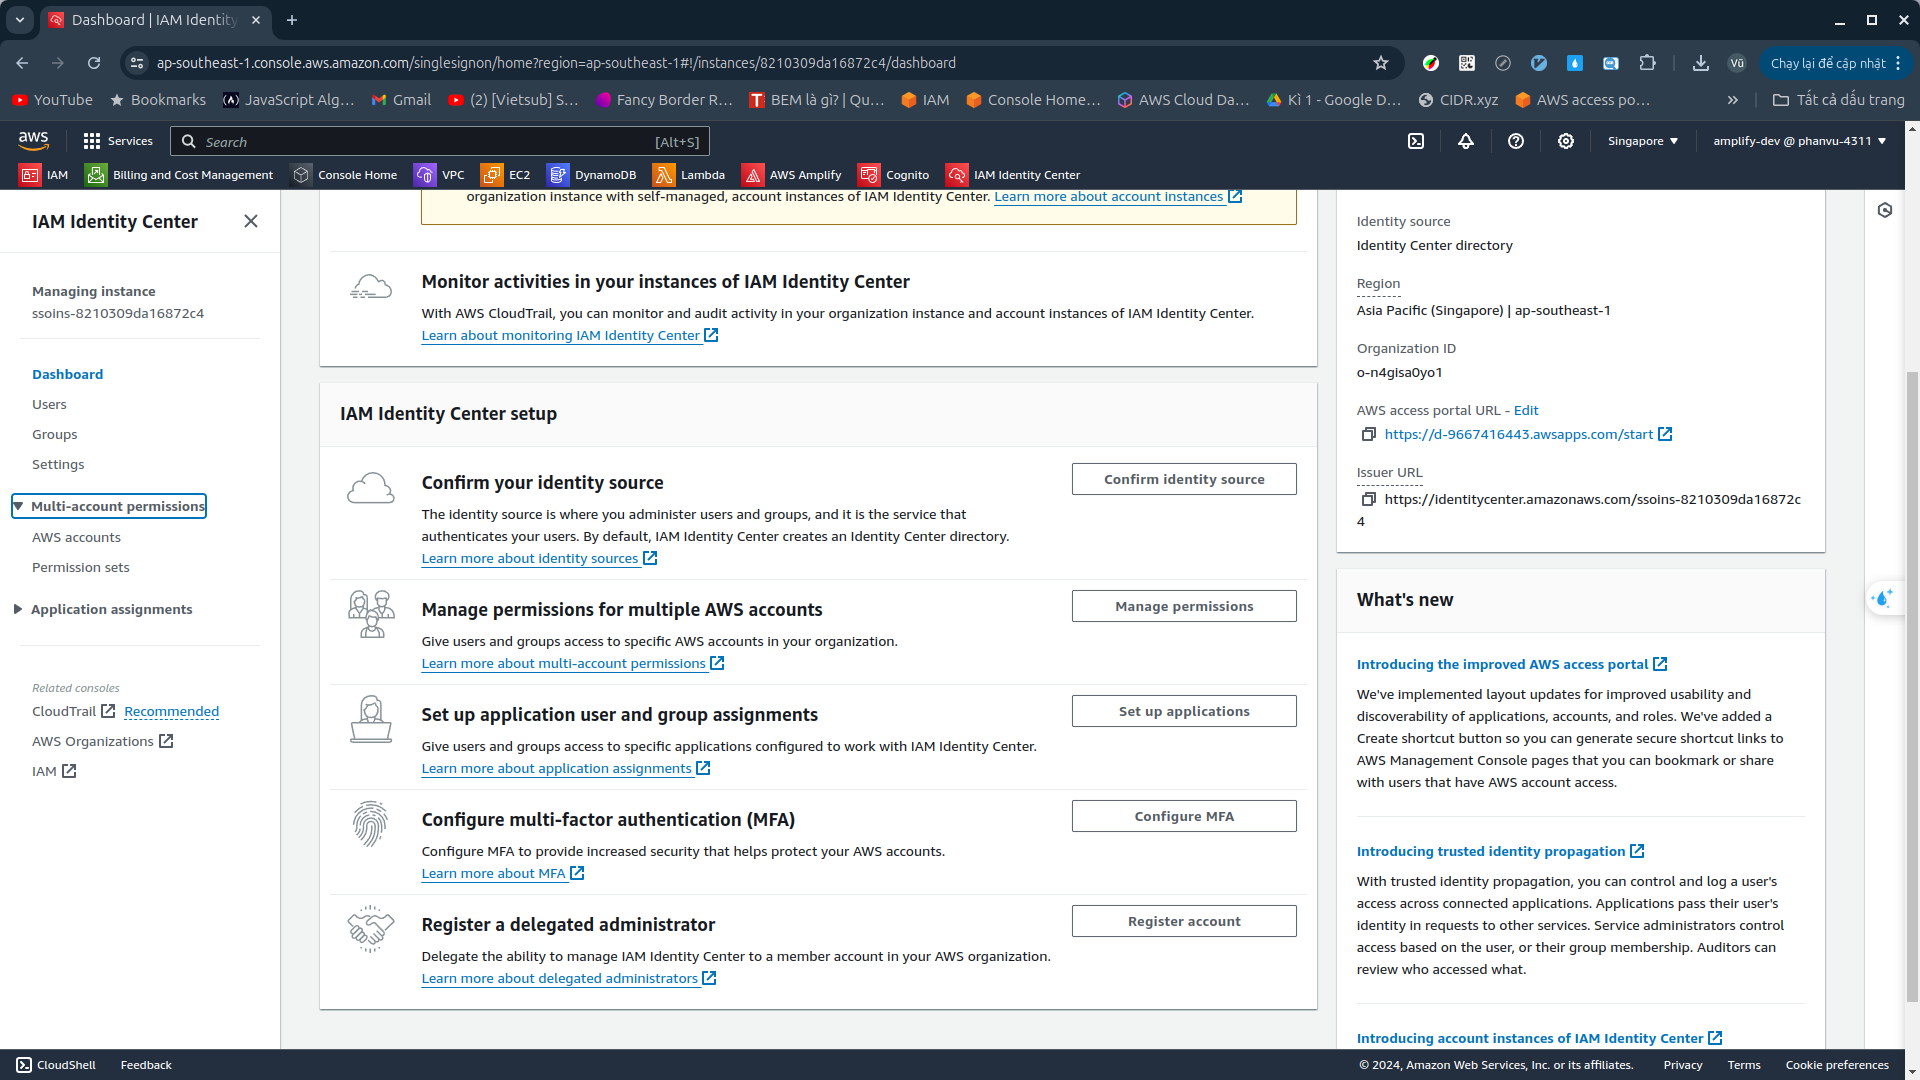 Dashboard | IAM Identity
ap-southeast-1.console.aws.amazon.com/singlesignon/home?region=ap-southeast-1#!/instances/8210309da16872c4/dashboard
Vũ
Chạy lại để cập nhật
YouTube
Bookmarks
JavaScript Alg…
Gmail
(2) [Vietsub] S…
Fancy Border R…
BEM là gì? | Qu…
IAM
Console Home…
AWS Cloud Da…
Kì 1 - Google D…
CIDR.xyz
AWS access po…
Tất cả dấu trang
aws
Services
Search
[Alt+S]
Singapore
amplify-dev @ phanvu-4311
IAM
Billing and Cost Management
Console Home
VPC
EC2
DynamoDB
Lambda
AWS Amplify
Cognito
IAM Identity Center
IAM Identity Center
Managing instance
ssoins-8210309da16872c4
Dashboard
Users
Groups
Settings
Multi-account permissions
AWS accounts
Permission sets
Application assignments
Related consoles
CloudTrail
Recommended
AWS Organizations
IAM
organization instance with self-managed, account instances of IAM Identity Center. Learn more about account instances
Monitor activities in your instances of IAM Identity Center
With AWS CloudTrail, you can monitor and audit activity in your organization instance and account instances of IAM Identity Center.
Learn about monitoring IAM Identity Center
IAM Identity Center setup
Confirm your identity source
The identity source is where you administer users and groups, and it is the service that
authenticates your users. By default, IAM Identity Center creates an Identity Center directory.
Learn more about identity sources
Confirm identity source
Manage permissions for multiple AWS accounts
Give users and groups access to specific AWS accounts in your organization.
Learn more about multi-account permissions
Manage permissions
Set up application user and group assignments
Give users and groups access to specific applications configured to work with IAM Identity Center.
Learn more about application assignments
Set up applications
Configure multi-factor authentication (MFA)
Configure MFA to provide increased security that helps protect your AWS accounts.
Learn more about MFA
Configure MFA
Register a delegated administrator
Delegate the ability to manage IAM Identity Center to a member account in your AWS organization.
Learn more about delegated administrators
Register account
Identity source
Identity Center directory
Region
Asia Pacific (Singapore) | ap-southeast-1
Organization ID
o-n4gisa0yo1
AWS access portal URL - Edit
https://d-9667416443.awsapps.com/start
Issuer URL
https://identitycenter.amazonaws.com/ssoins-8210309da16872c
4
What's new
Introducing the improved AWS access portal
We've implemented layout updates for improved usability and
discoverability of applications, accounts, and roles. We've added a
Create shortcut button so you can generate secure shortcut links to
AWS Management Console pages that you can bookmark or share
with users that have AWS account access.
Introducing trusted identity propagation
With trusted identity propagation, you can control and log a user's
access across connected applications. Applications pass their user's
identity in requests to other services. Service administrators control
access based on the user, or their group membership. Auditors can
review who accessed what.
Introducing account instances of IAM Identity Center
CloudShell
Feedback
© 2024, Amazon Web Services, Inc. or its affiliates.
Privacy
Terms
Cookie preferences